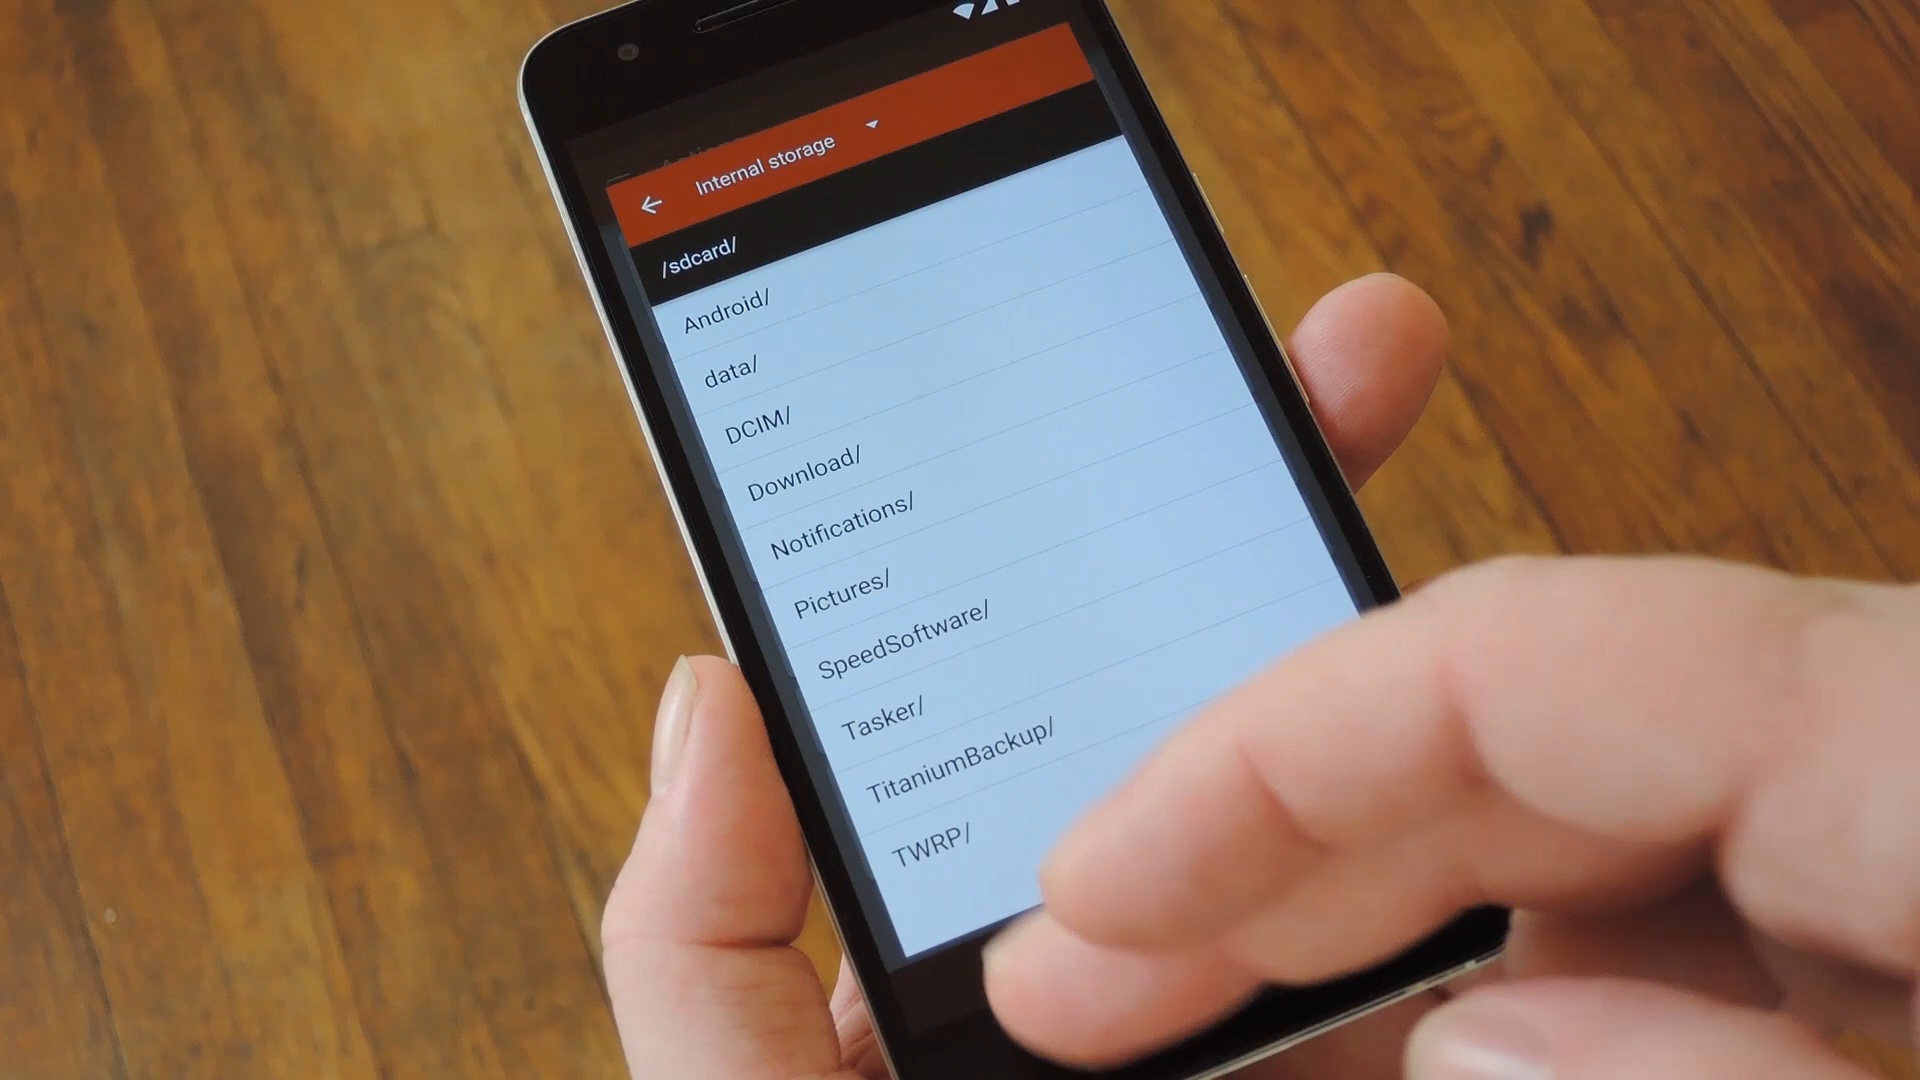 Internal storage
/sdcard/
Android/
data/
DCIM/
Download/
Notifications/
Pictures/
SpeedSoftware/
Tasker/
TitaniumBackup/
TWRP/